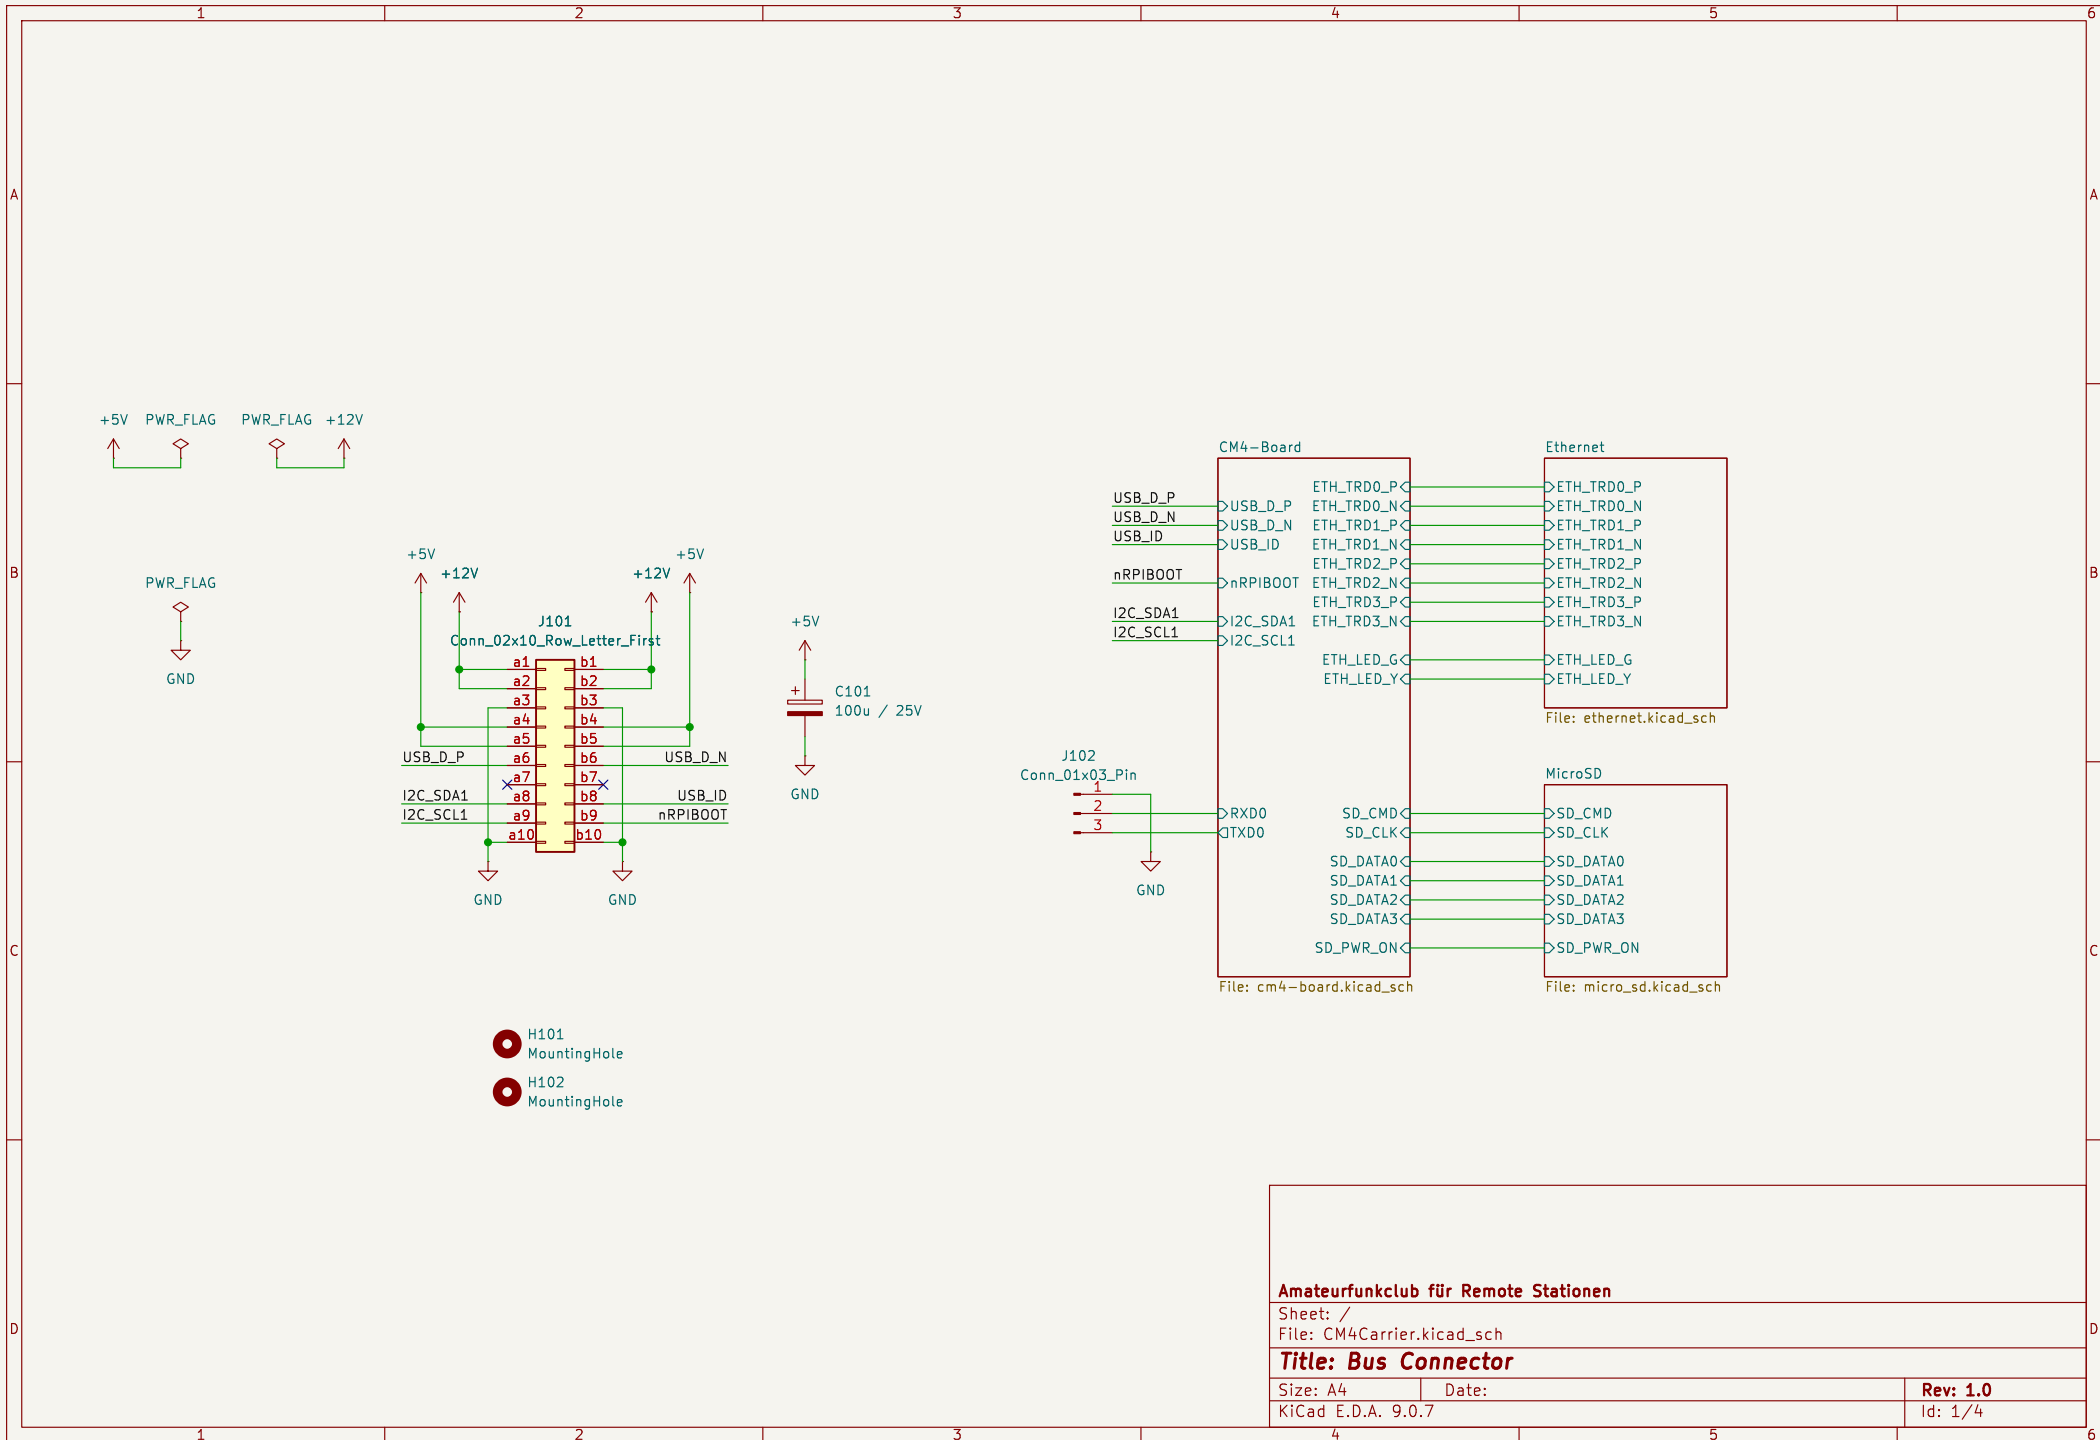 1 2 3 4 5 6
A A
B B
C C
D D
+5V PWR_FLAG PWR_FLAG +12V
PWR_FLAG
GND
+5V +5V
+12V +12V
J101
Conn_02x10_Row_Letter_First
a1 b1
a2 b2
a3 b3
a4 b4
a5 b5
USB_D_P a6 b6 USB_D_N
a7 b7
I2C_SDA1 a8 b8 USB_ID
I2C_SCL1 a9 b9 nRPIBOOT
a10 b10
GND GND
+5V
+
C101
100u / 25V
GND
H101
MountingHole
H102
MountingHole
CM4-Board
USB_D_P
USB_D_N
USB_ID
nRPIBOOT
I2C_SDA1
I2C_SCL1
USB_D_P
USB_D_N
USB_ID
nRPIBOOT
I2C_SDA1
I2C_SCL1
ETH_TRD0_P
ETH_TRD0_N
ETH_TRD1_P
ETH_TRD1_N
ETH_TRD2_P
ETH_TRD2_N
ETH_TRD3_P
ETH_TRD3_N
ETH_LED_G
ETH_LED_Y
J102
Conn_01x03_Pin
1
2
3
GND
RXD0
TXD0
SD_CMD
SD_CLK
SD_DATA0
SD_DATA1
SD_DATA2
SD_DATA3
SD_PWR_ON
File: cm4-board.kicad_sch
Ethernet
ETH_TRD0_P
ETH_TRD0_N
ETH_TRD1_P
ETH_TRD1_N
ETH_TRD2_P
ETH_TRD2_N
ETH_TRD3_P
ETH_TRD3_N
ETH_LED_G
ETH_LED_Y
File: ethernet.kicad_sch
MicroSD
SD_CMD
SD_CLK
SD_DATA0
SD_DATA1
SD_DATA2
SD_DATA3
SD_PWR_ON
File: micro_sd.kicad_sch
Amateurfunkclub für Remote Stationen
Sheet: /
File: CM4Carrier.kicad_sch
Title: Bus Connector
Size: A4 Date: Rev: 1.0
KiCad E.D.A. 9.0.7 Id: 1/4
1 2 3 4 5 6